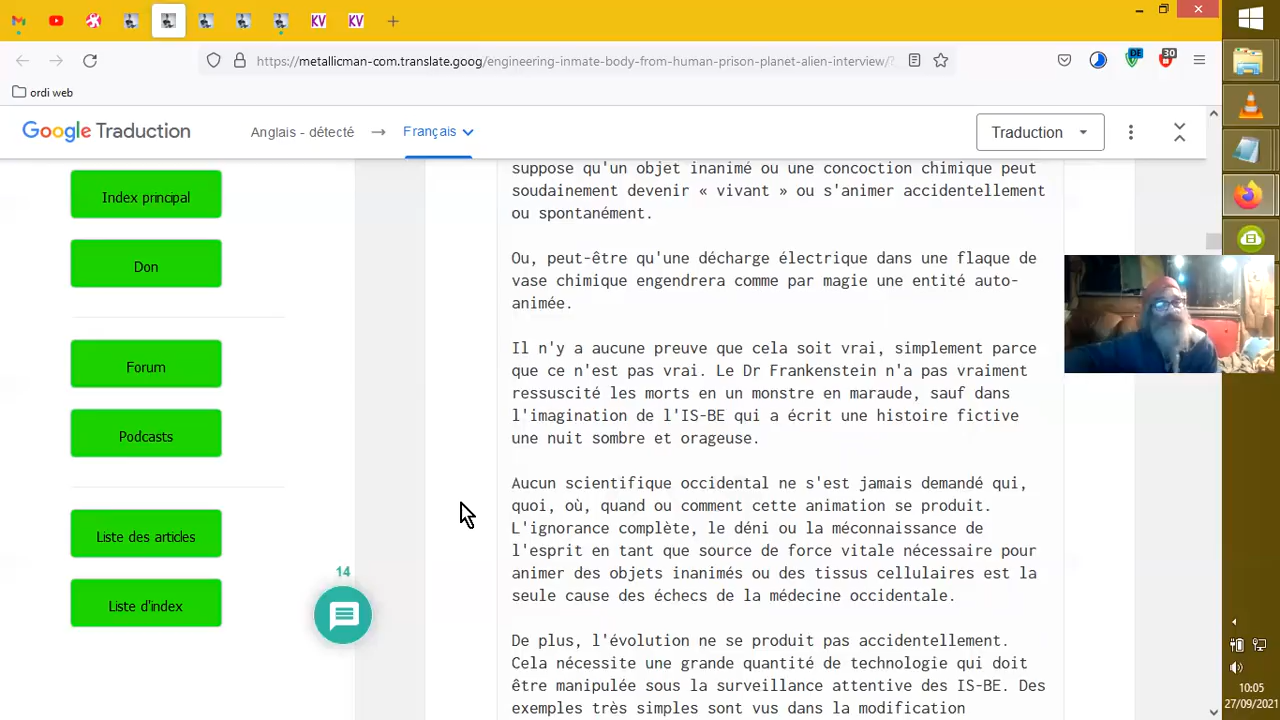 KV
KV
DE
30
https://metallicman-com.translate.goog/engineering-inmate-body-from-human-prison-planet-alien-interview/?
ordi web
Google Traduction
Anglais - détecté → Français
Traduction
Index principal
Don
Forum
Podcasts
Liste des articles
Liste d'index
14
suppose qu'un objet inanimé ou une concoction chimique peut
soudainement devenir « vivant » ou s'animer accidentellement
ou spontanément.
Ou, peut-être qu'une décharge électrique dans une flaque de
vase chimique engendrera comme par magie une entité auto-
animée.
Il n'y a aucune preuve que cela soit vrai, simplement parce
que ce n'est pas vrai. Le Dr Frankenstein n'a pas vraiment
ressuscité les morts en un monstre en maraude, sauf dans
l'imagination de l'IS-BE qui a écrit une histoire fictive
une nuit sombre et orageuse.
Aucun scientifique occidental ne s'est jamais demandé qui,
quoi, où, quand ou comment cette animation se produit.
L'ignorance complète, le déni ou la méconnaissance de
l'esprit en tant que source de force vitale nécessaire pour
animer des objets inanimés ou des tissus cellulaires est la
seule cause des échecs de la médecine occidentale.
De plus, l'évolution ne se produit pas accidentellement.
Cela nécessite une grande quantité de technologie qui doit
être manipulée sous la surveillance attentive des IS-BE. Des
exemples très simples sont vus dans la modification
10:05
27/09/2021